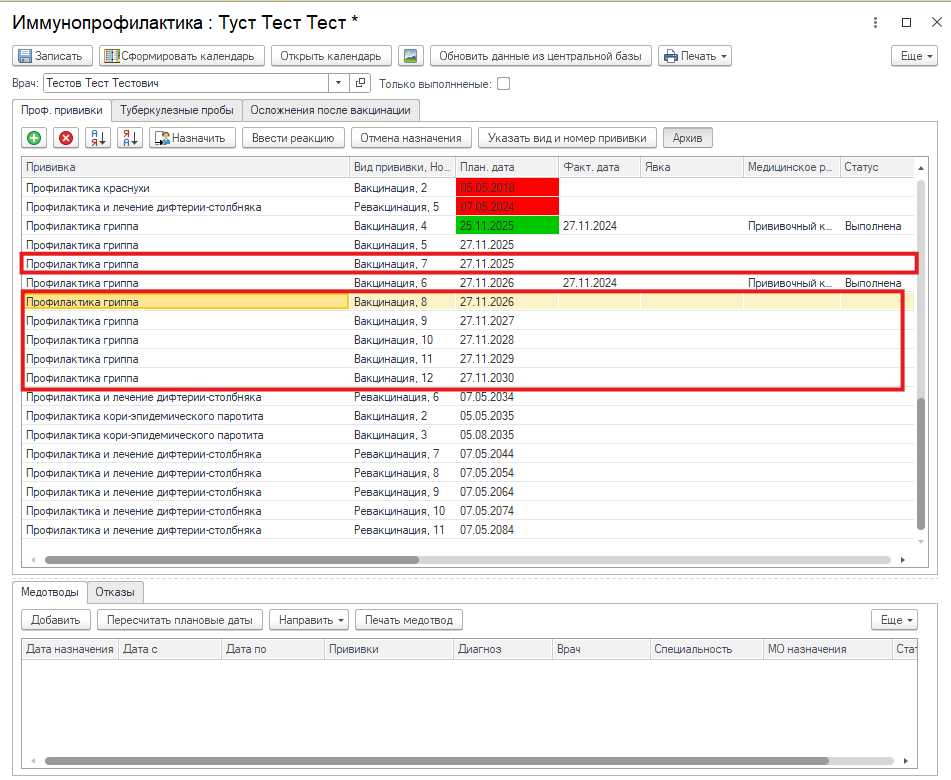 Иммунопрофилактика : Туст Тест Тест *
Записать Сформировать календарь Открыть календарь Обновить данные из центральной базы Печать Еще
Врач: Тестов Тест Тестович Только выполнненые:
Проф. прививки Туберкулезные пробы Осложнения после вакцинации
Назначить Ввести реакцию Отмена назначения Указать вид и номер прививки Архив
Прививка Вид прививки, Но... План. дата Факт. дата Явка Медицинское р... Статус
Профилактика краснухи Вакцинация, 2 05.05.2018
Профилактика и лечение дифтерии-столбняка Ревакцинация, 5 07.05.2024
Профилактика гриппа Вакцинация, 4 25.11.2025 27.11.2024 Прививочный к... Выполнена
Профилактика гриппа Вакцинация, 5 27.11.2025
Профилактика гриппа Вакцинация, 7 27.11.2025
Профилактика гриппа Вакцинация, 6 27.11.2026 27.11.2024 Прививочный к... Выполнена
Профилактика гриппа Вакцинация, 8 27.11.2026
Профилактика гриппа Вакцинация, 9 27.11.2027
Профилактика гриппа Вакцинация, 10 27.11.2028
Профилактика гриппа Вакцинация, 11 27.11.2029
Профилактика гриппа Вакцинация, 12 27.11.2030
Профилактика и лечение дифтерии-столбняка Ревакцинация, 6 07.05.2034
Профилактика кори-эпидемического паротита Вакцинация, 2 05.05.2035
Профилактика кори-эпидемического паротита Вакцинация, 3 05.08.2035
Профилактика и лечение дифтерии-столбняка Ревакцинация, 7 07.05.2044
Профилактика и лечение дифтерии-столбняка Ревакцинация, 8 07.05.2054
Профилактика и лечение дифтерии-столбняка Ревакцинация, 9 07.05.2064
Профилактика и лечение дифтерии-столбняка Ревакцинация, 10 07.05.2074
Профилактика и лечение дифтерии-столбняка Ревакцинация, 11 07.05.2084
Медотводы Отказы
Добавить Пересчитать плановые даты Направить Печать медотвод Еще
Дата назначения Дата с Дата по Прививки Диагноз Врач Специальность МО назначения Стат